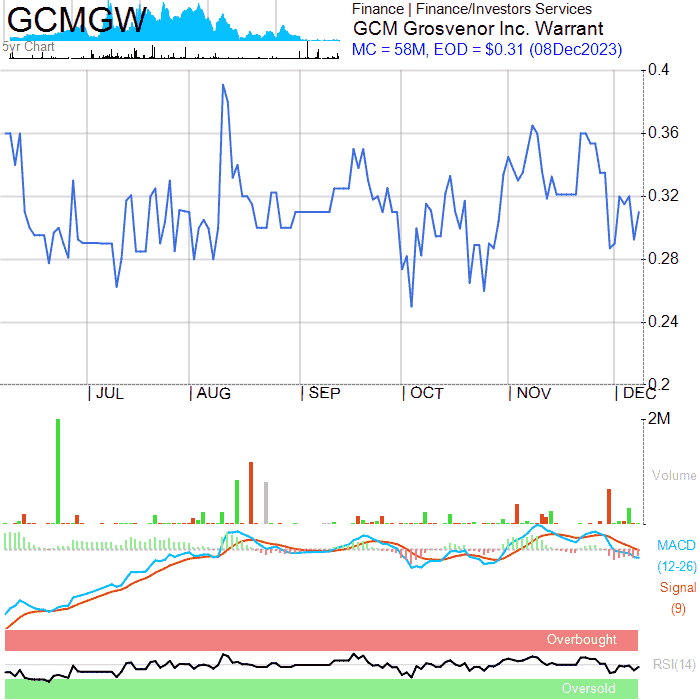 GCMGW
5yr Chart
Finance | Finance/Investors Services
GCM Grosvenor Inc. Warrant
MC = 58M, EOD = $0.31 (08Dec2023)
0.4
0.36
0.32
0.28
0.24
0.2
JUL AUG SEP OCT NOV DEC
2M
Volume
MACD
(12-26)
Signal
(9)
Overbought
RSI(14)
Oversold